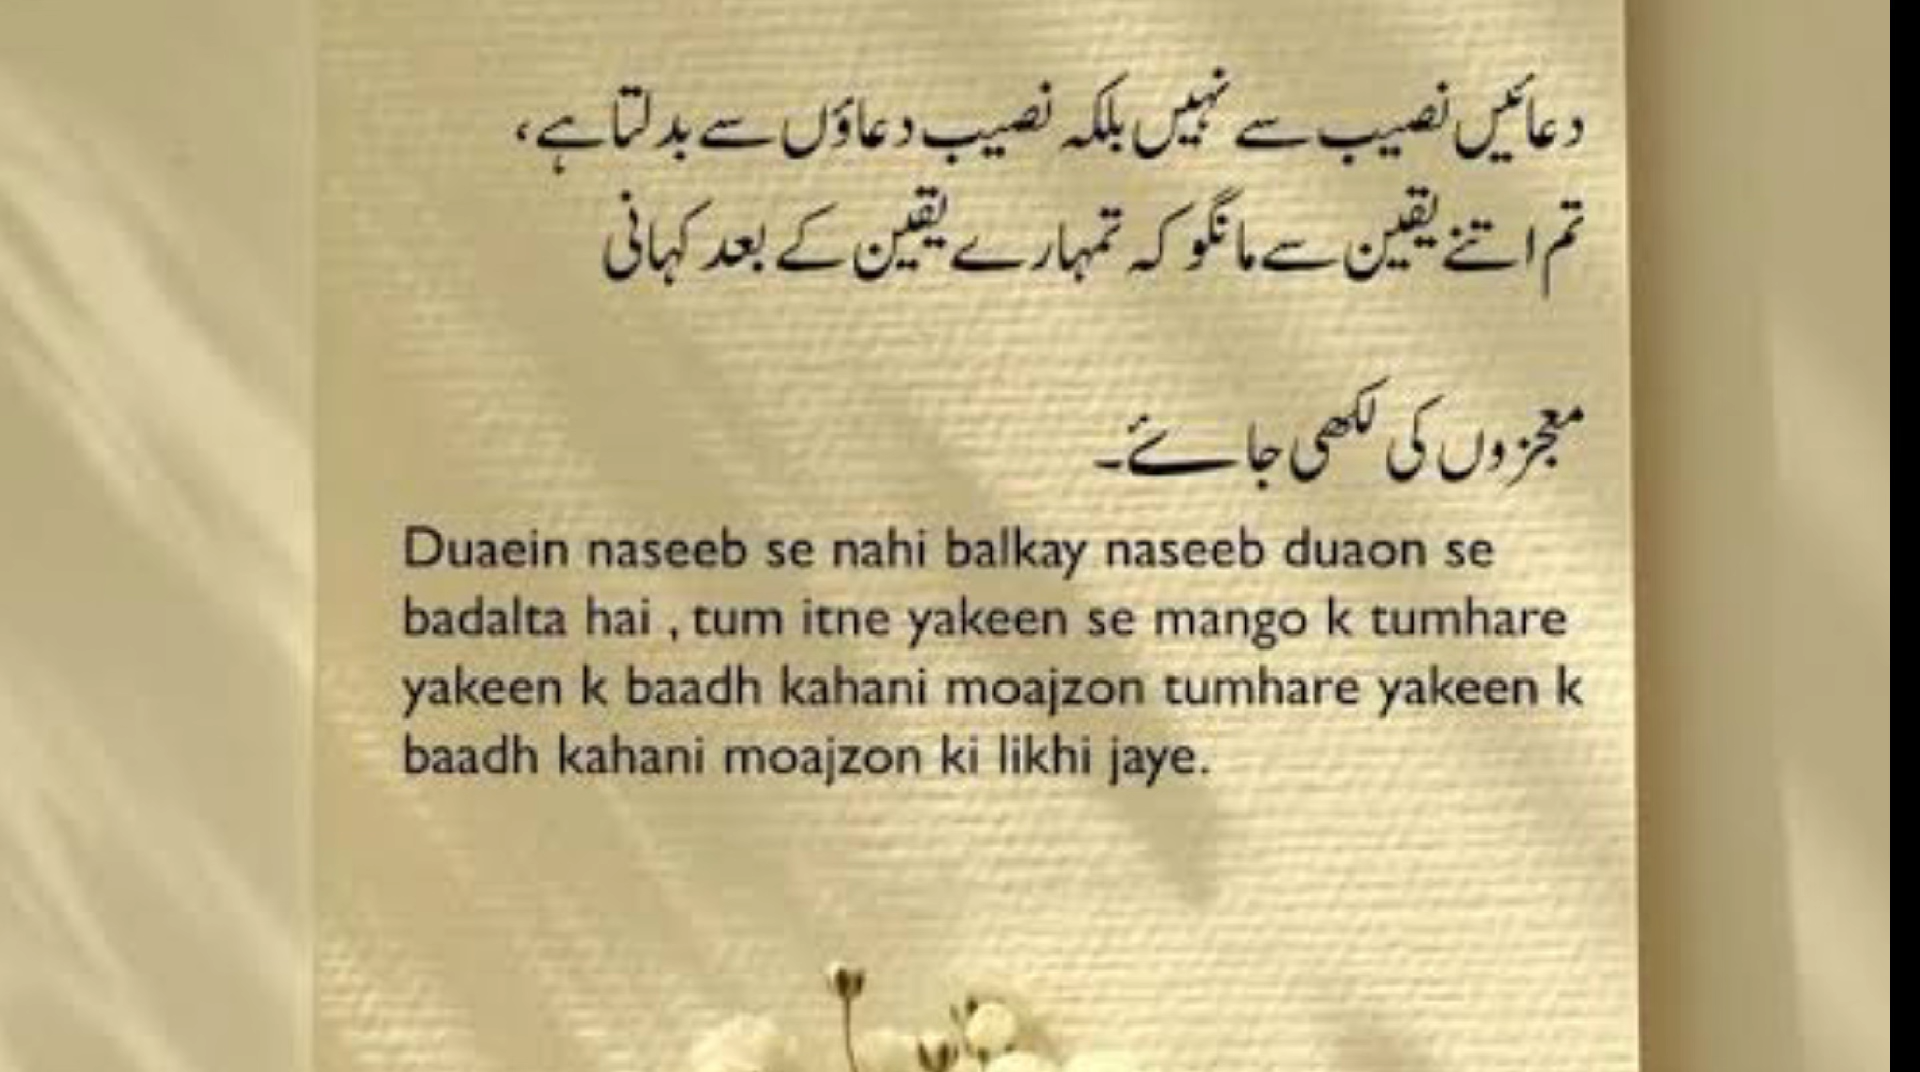 دعائیں نصیب سے نہیں بلکہ نصیب دعاؤں سے بدلتا ہے،
تم اتنے یقین سے مانگو کہ تمہارے یقین کے بعد کہانی
معجزوں کی لکھی جائے۔
Duaein naseeb se nahi balkay naseeb duaon se
badalta hai , tum itne yakeen se mango k tumhare
yakeen k baadh kahani moajzon tumhare yakeen k
baadh kahani moajzon ki likhi jaye.